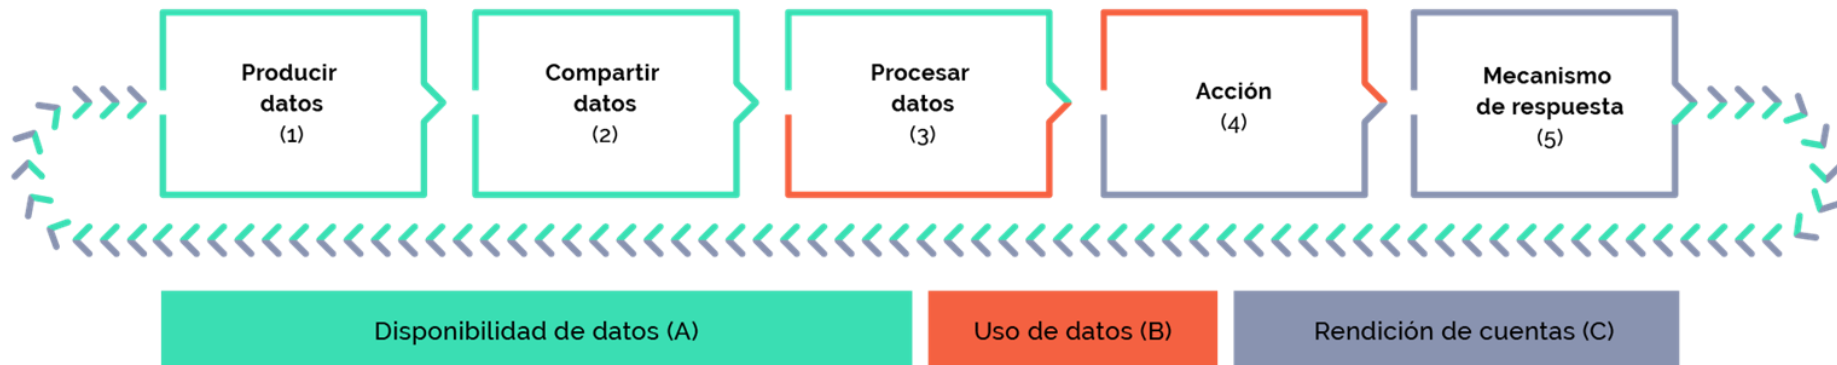 Producir
datos
(1)
Compartir
datos
(2)
Procesar
datos
(3)
Acción
(4)
Mecanismo
de respuesta
(5)
Disponibilidad de datos (A)
Uso de datos (B)
Rendición de cuentas (C)